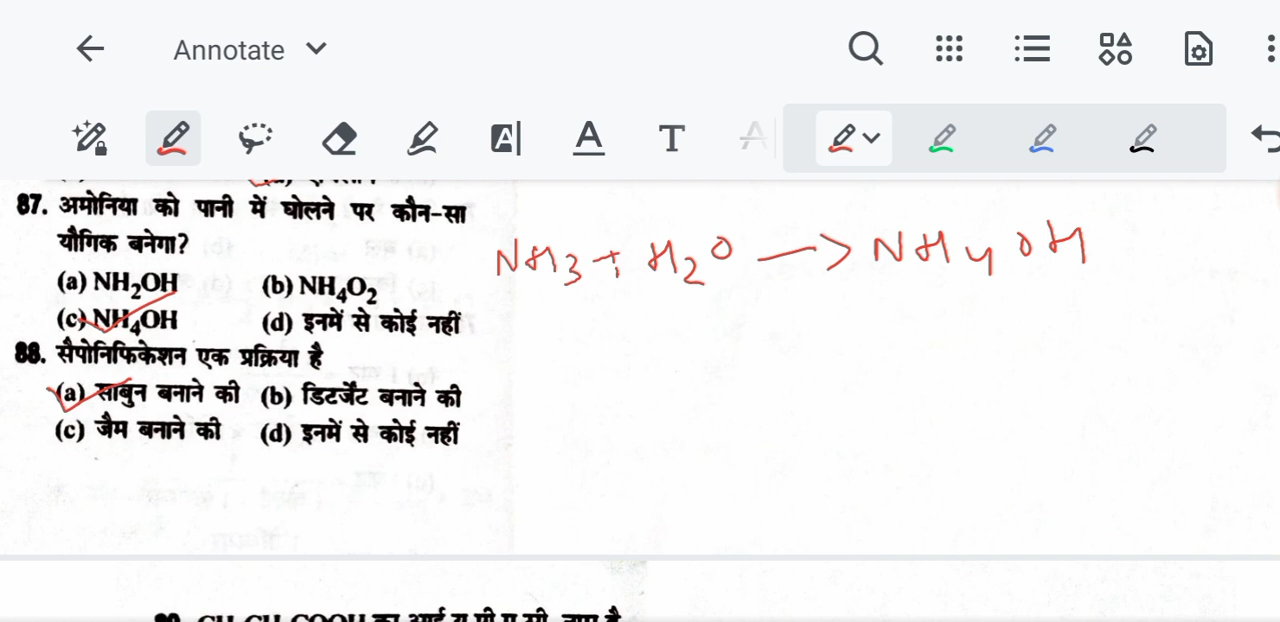 Annotate
87. अमोनिया को पानी में घोलने पर कौन-सा
यौगिक बनेगा?
(a) NH₂OH (b) NH₄O₂
(c) NH₄OH (d) इनमें से कोई नहीं
NH3 + H2O → NH4OH
88. सैपोनिफिकेशन एक प्रक्रिया है
(a) साबुन बनाने की (b) डिटर्जेंट बनाने की
(c) जैम बनाने की (d) इनमें से कोई नहीं